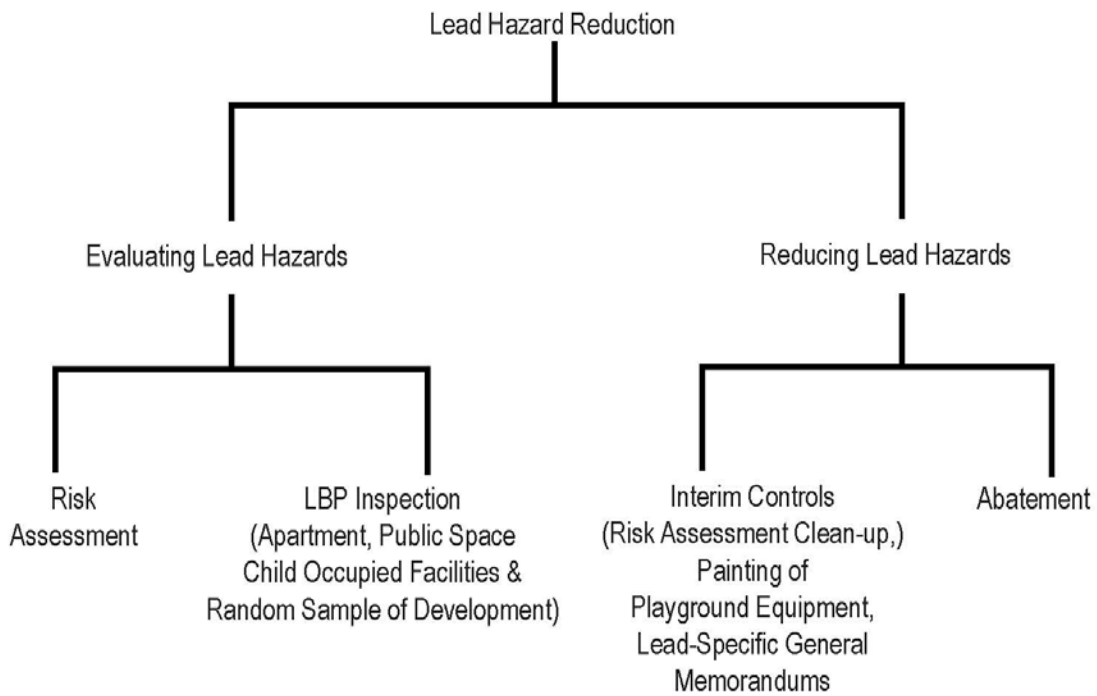 Lead Hazard Reduction
Evaluating Lead Hazards
Reducing Lead Hazards
Risk
Assessment
LBP Inspection
(Apartment, Public Space
Child Occupied Facilities &
Random Sample of Development)
Interim Controls
(Risk Assessment Clean-up,)
Painting of
Playground Equipment,
Lead-Specific General
Memorandums
Abatement